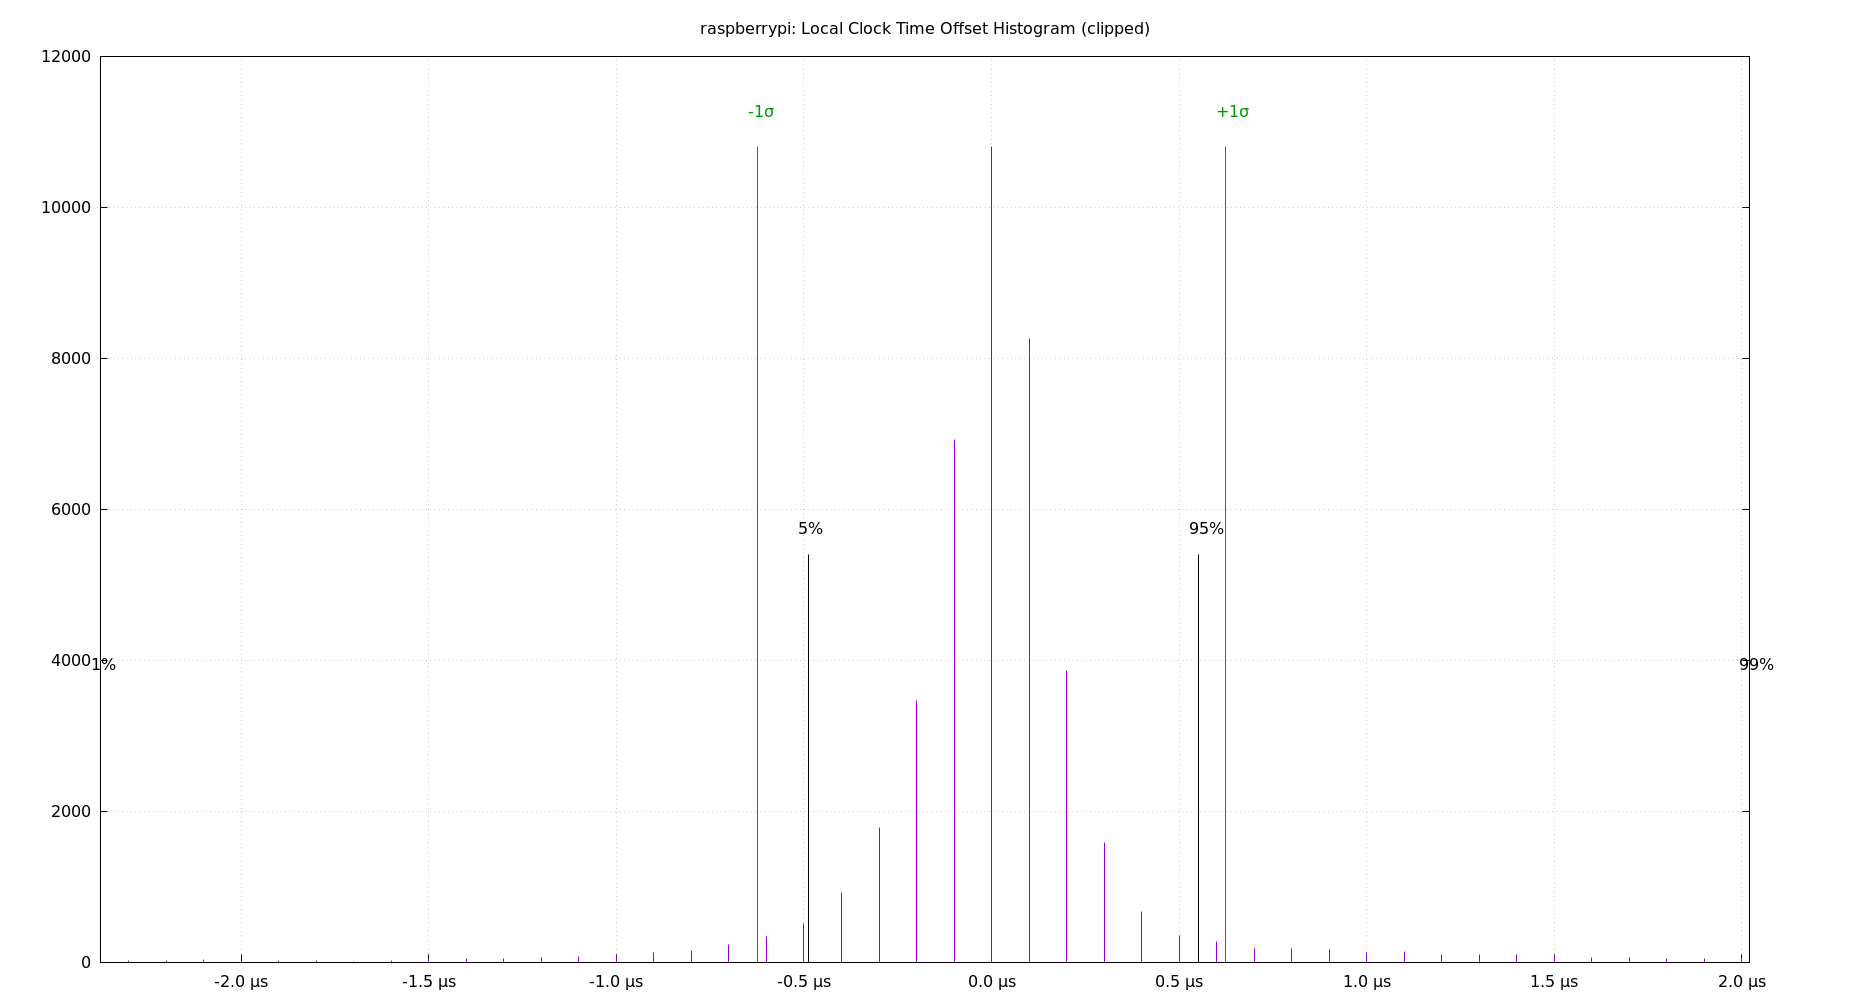 raspberrypi: Local Clock Time Offset Histogram (clipped)
12000
-1σ
+1σ
10000
8000
6000
5%
95%
4000
1%
99%
2000
0
-2.0 µs
-1.5 µs
-1.0 µs
-0.5 µs
0.0 µs
0.5 µs
1.0 µs
1.5 µs
2.0 µs